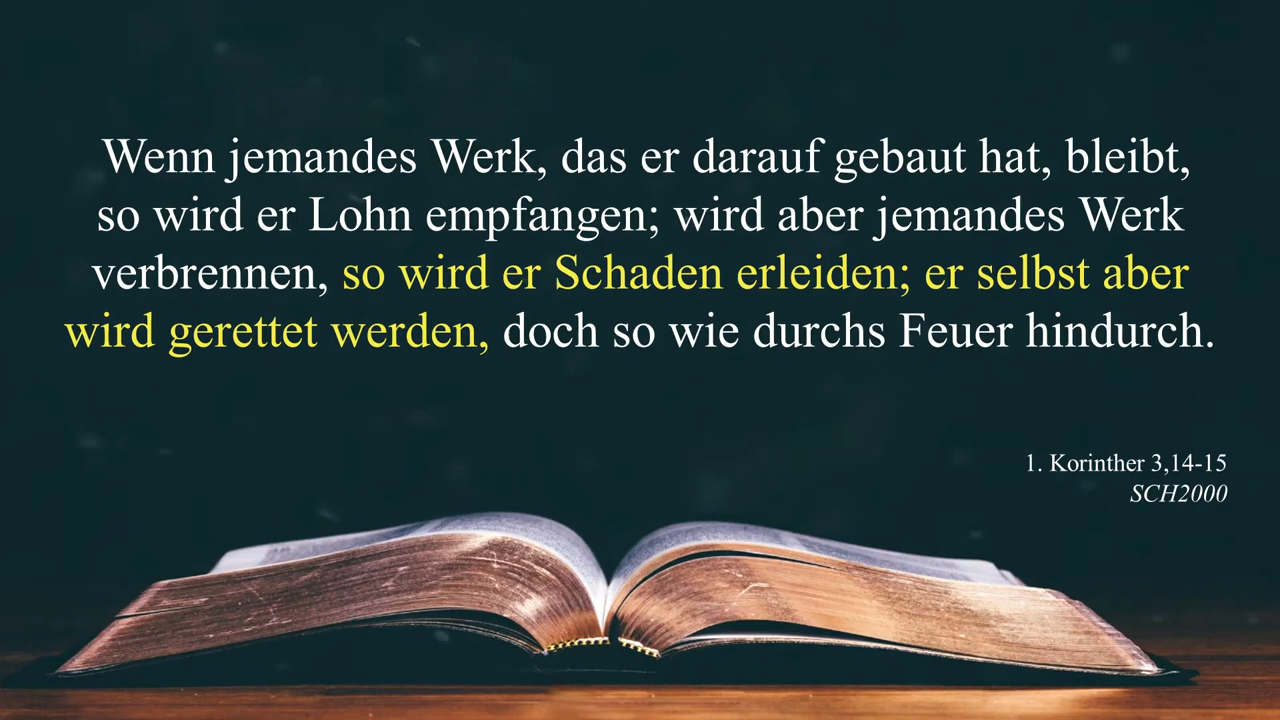 Wenn jemandes Werk, das er darauf gebaut hat, bleibt,
so wird er Lohn empfangen; wird aber jemandes Werk
verbrennen, so wird er Schaden erleiden; er selbst aber
wird gerettet werden, doch so wie durchs Feuer hindurch.
1. Korinther 3,14-15
SCH2000